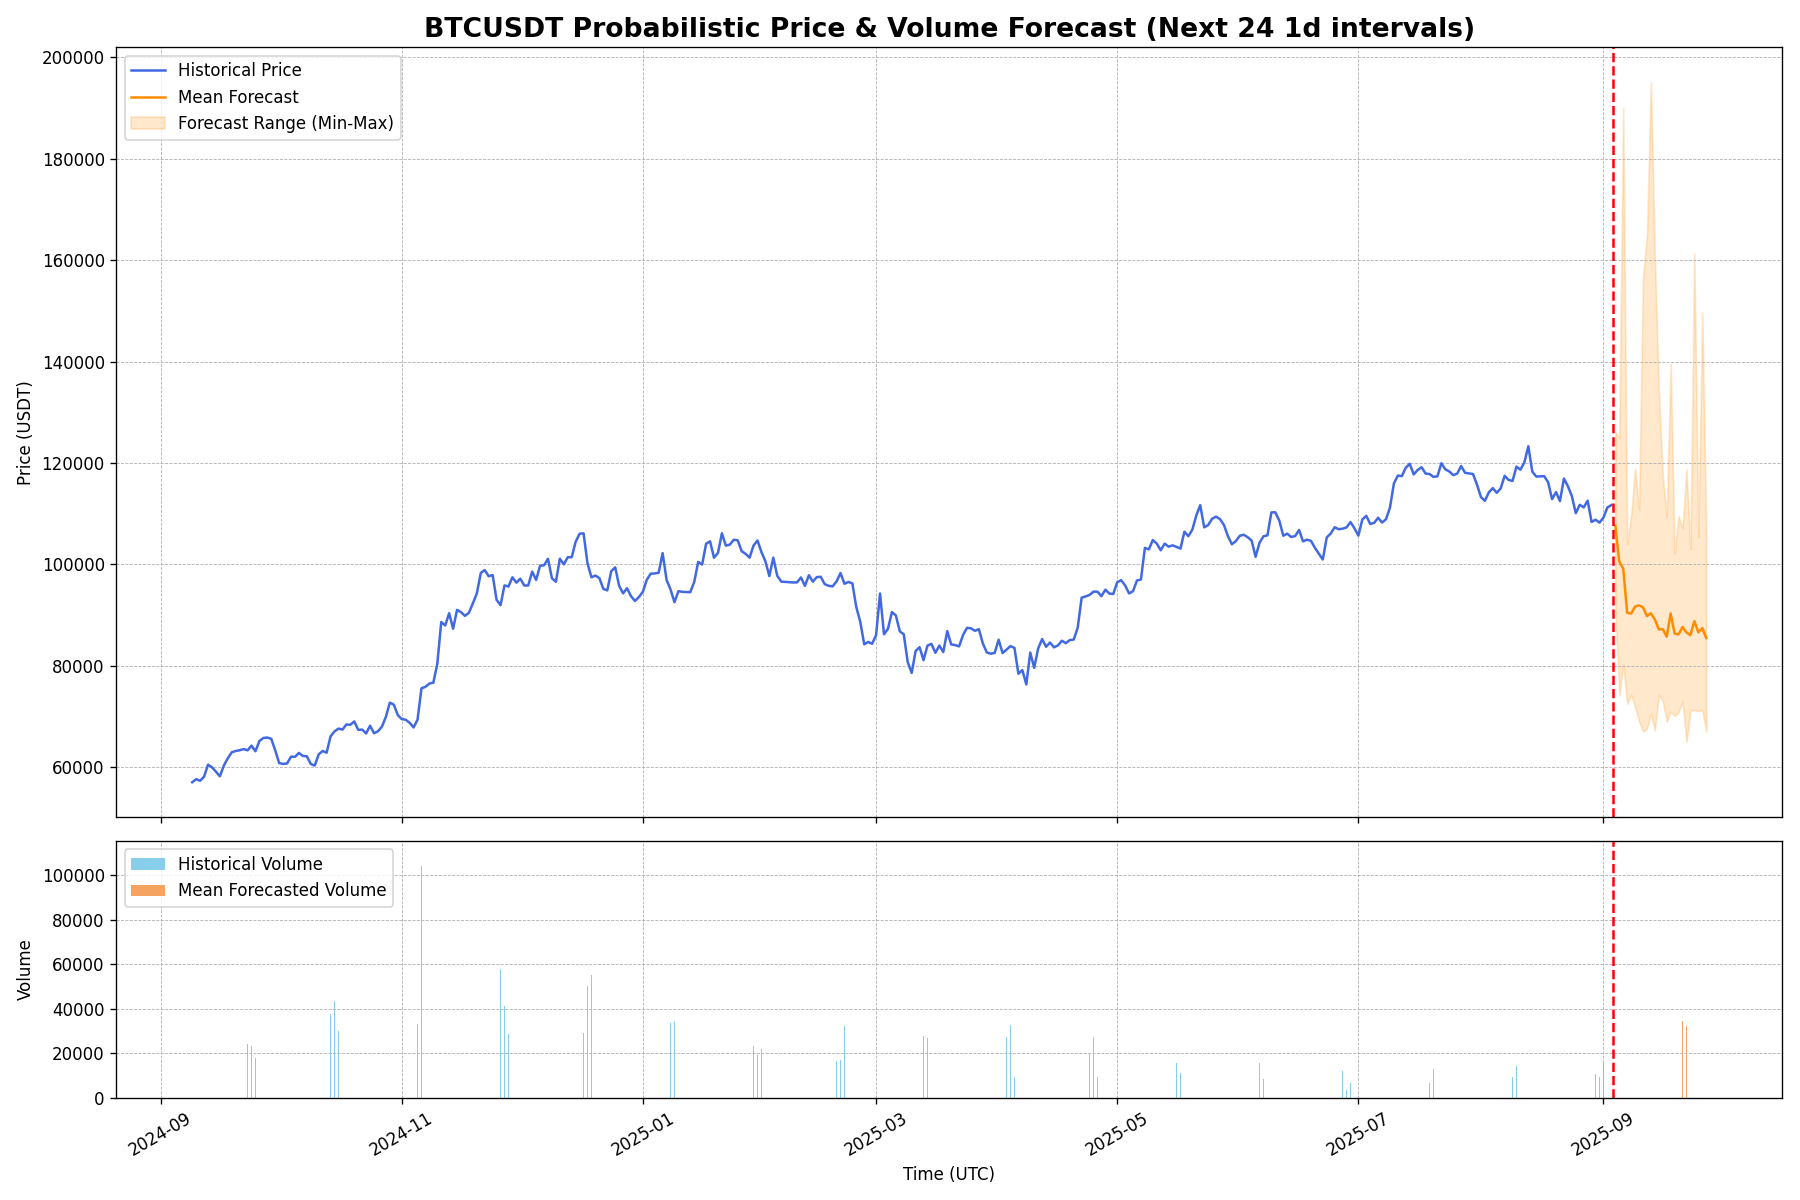 BTCUSDT Probabilistic Price & Volume Forecast (Next 24 1d intervals)
Historical Price
Mean Forecast
Forecast Range (Min-Max)
200000
180000
160000
140000
120000
100000
80000
60000
Price (USDT)
Historical Volume
Mean Forecasted Volume
100000
80000
60000
40000
20000
0
Volume
2024-09
2024-11
2025-01
2025-03
2025-05
2025-07
2025-09
Time (UTC)